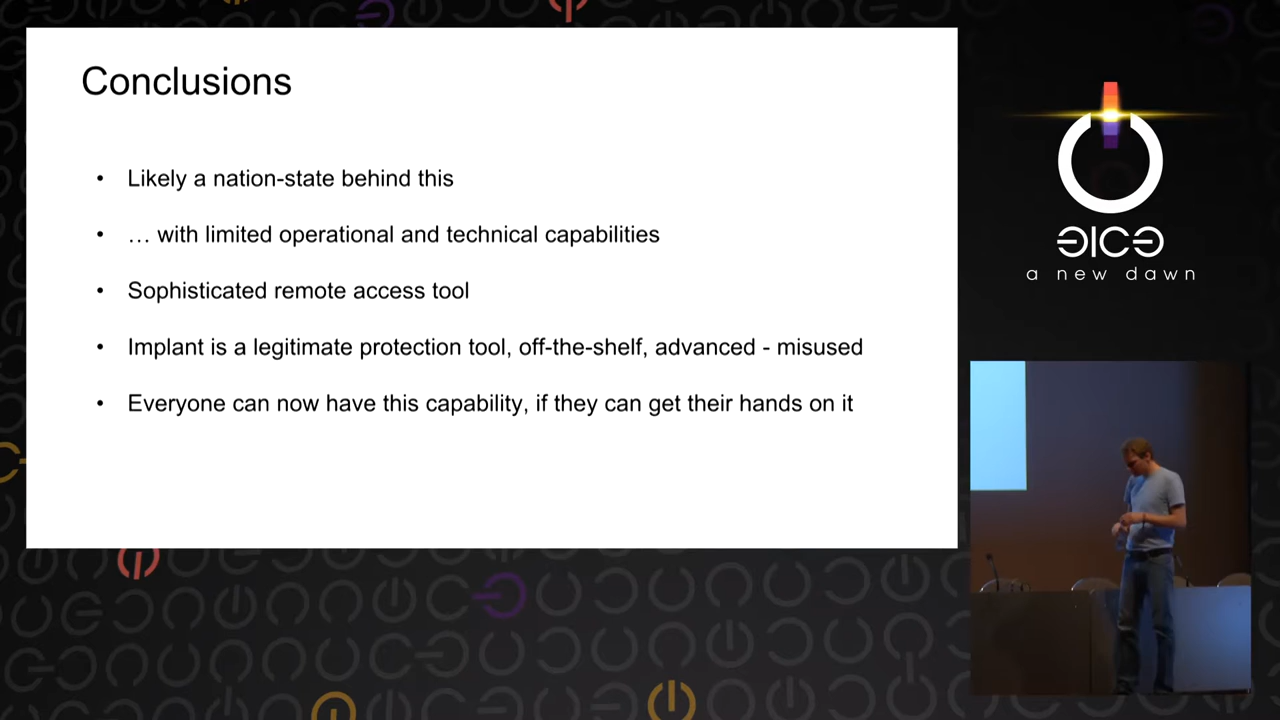 Conclusions
• Likely a nation-state behind this
• … with limited operational and technical capabilities
• Sophisticated remote access tool
• Implant is a legitimate protection tool, off-the-shelf, advanced - misused
• Everyone can now have this capability, if they can get their hands on it
a new dawn